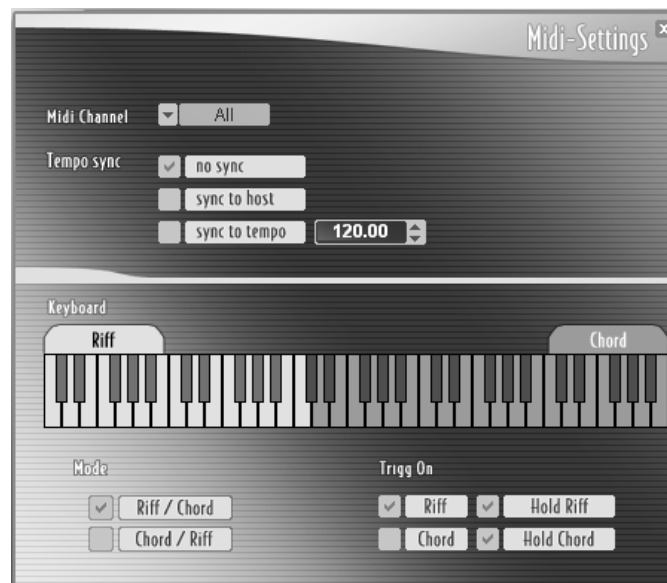 Midi-Settings x
Midi Channel All
Tempo sync no sync
sync to host
sync to tempo 120.00
Keyboard
Riff Chord
Mode Trigg On
Riff / Chord Riff Hold Riff
Chord / Riff Chord Hold Chord